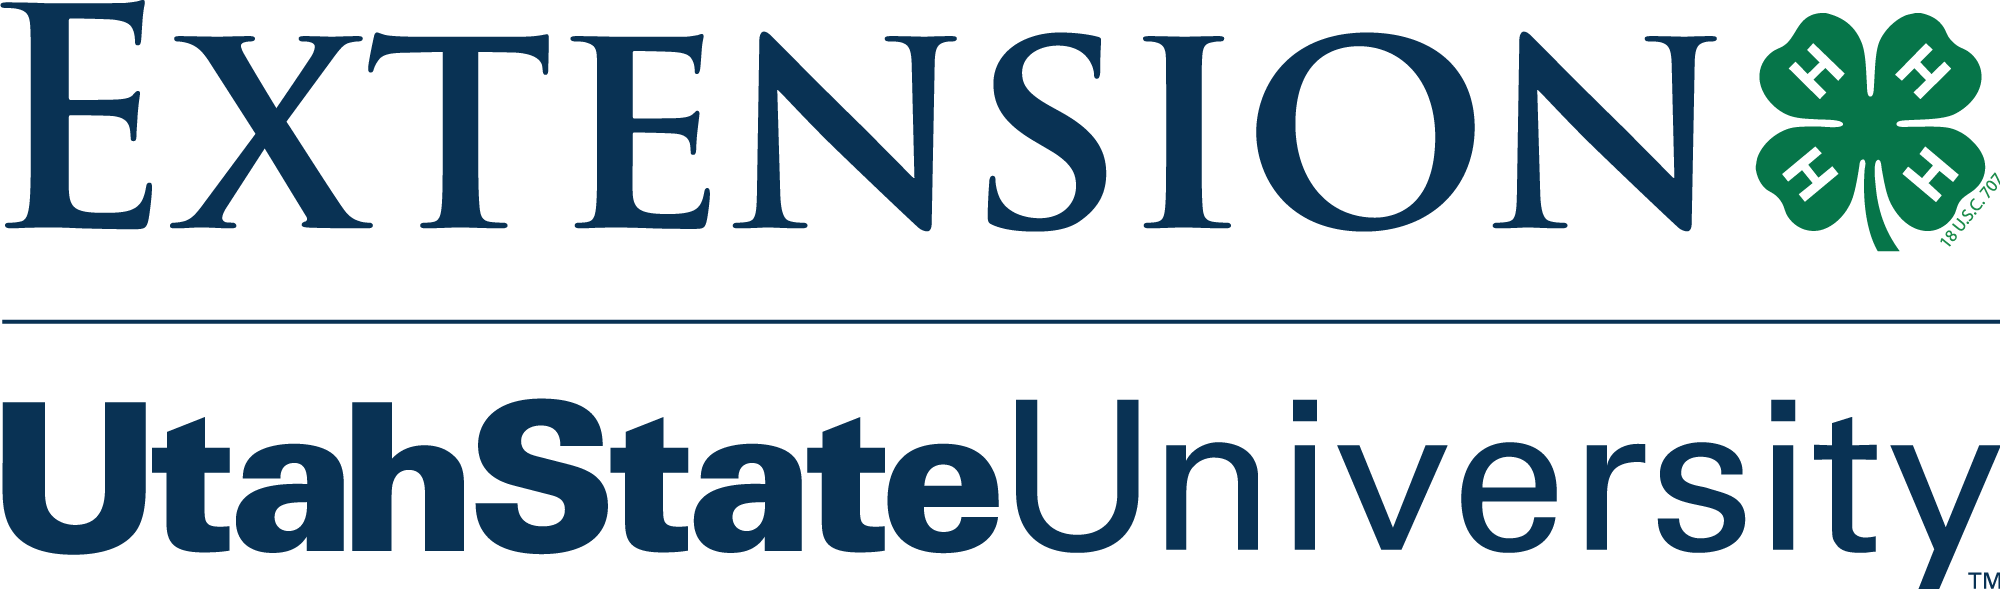 EXTENSION
H H H H
18 U.S.C. 707
UtahStateUniversity
TM